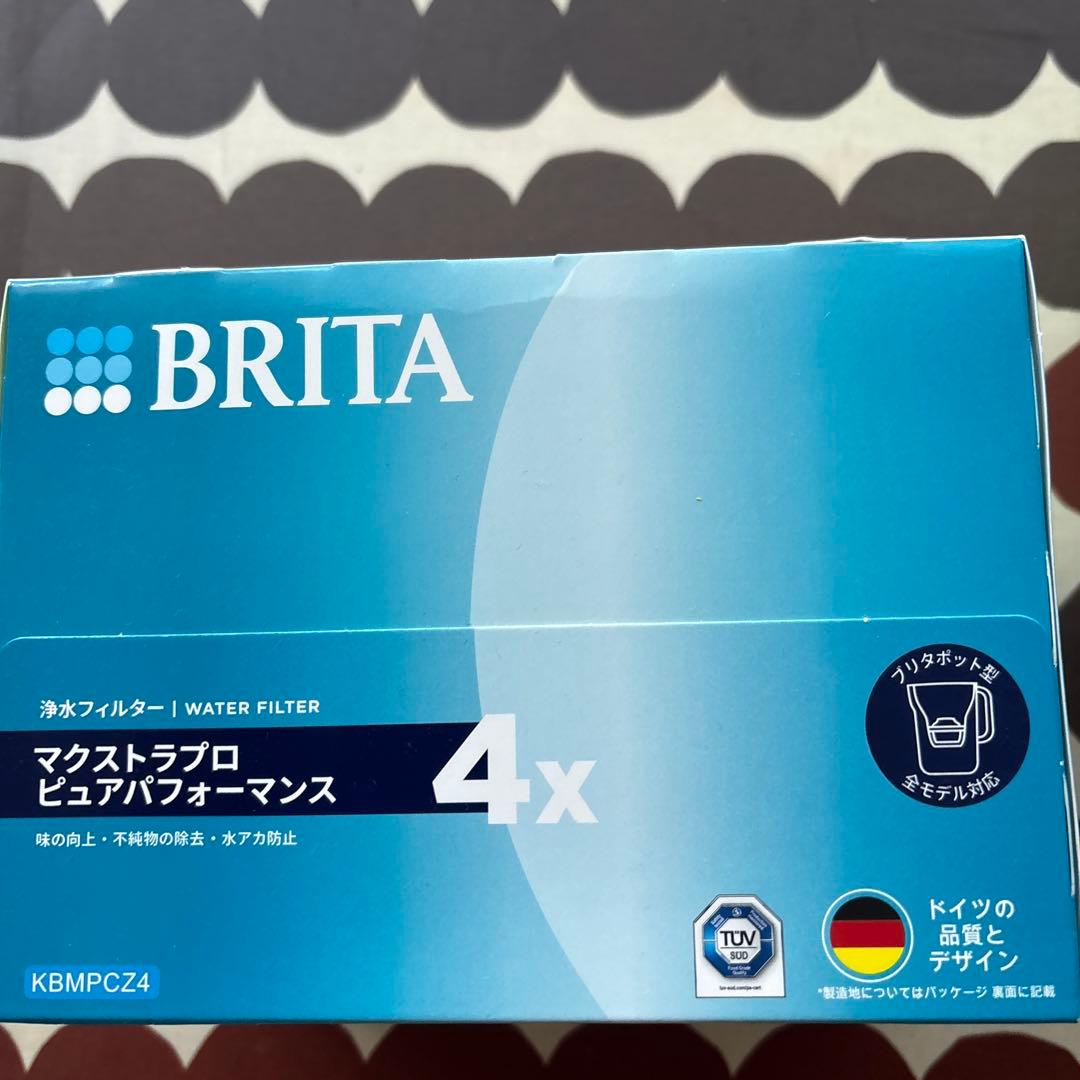 BRITA
浄水フィルター | WATER FILTER
マクストラプロ
ピュアパフォーマンス
4x
味の向上・不純物の除去・水アカ防止
ブリタポット型
全モデル対応
TÜV
SÜD
Food Grade
Quality
ドイツの
品質と
デザイン
*製造地についてはパッケージ 裏面に記載
KBMPCZ4